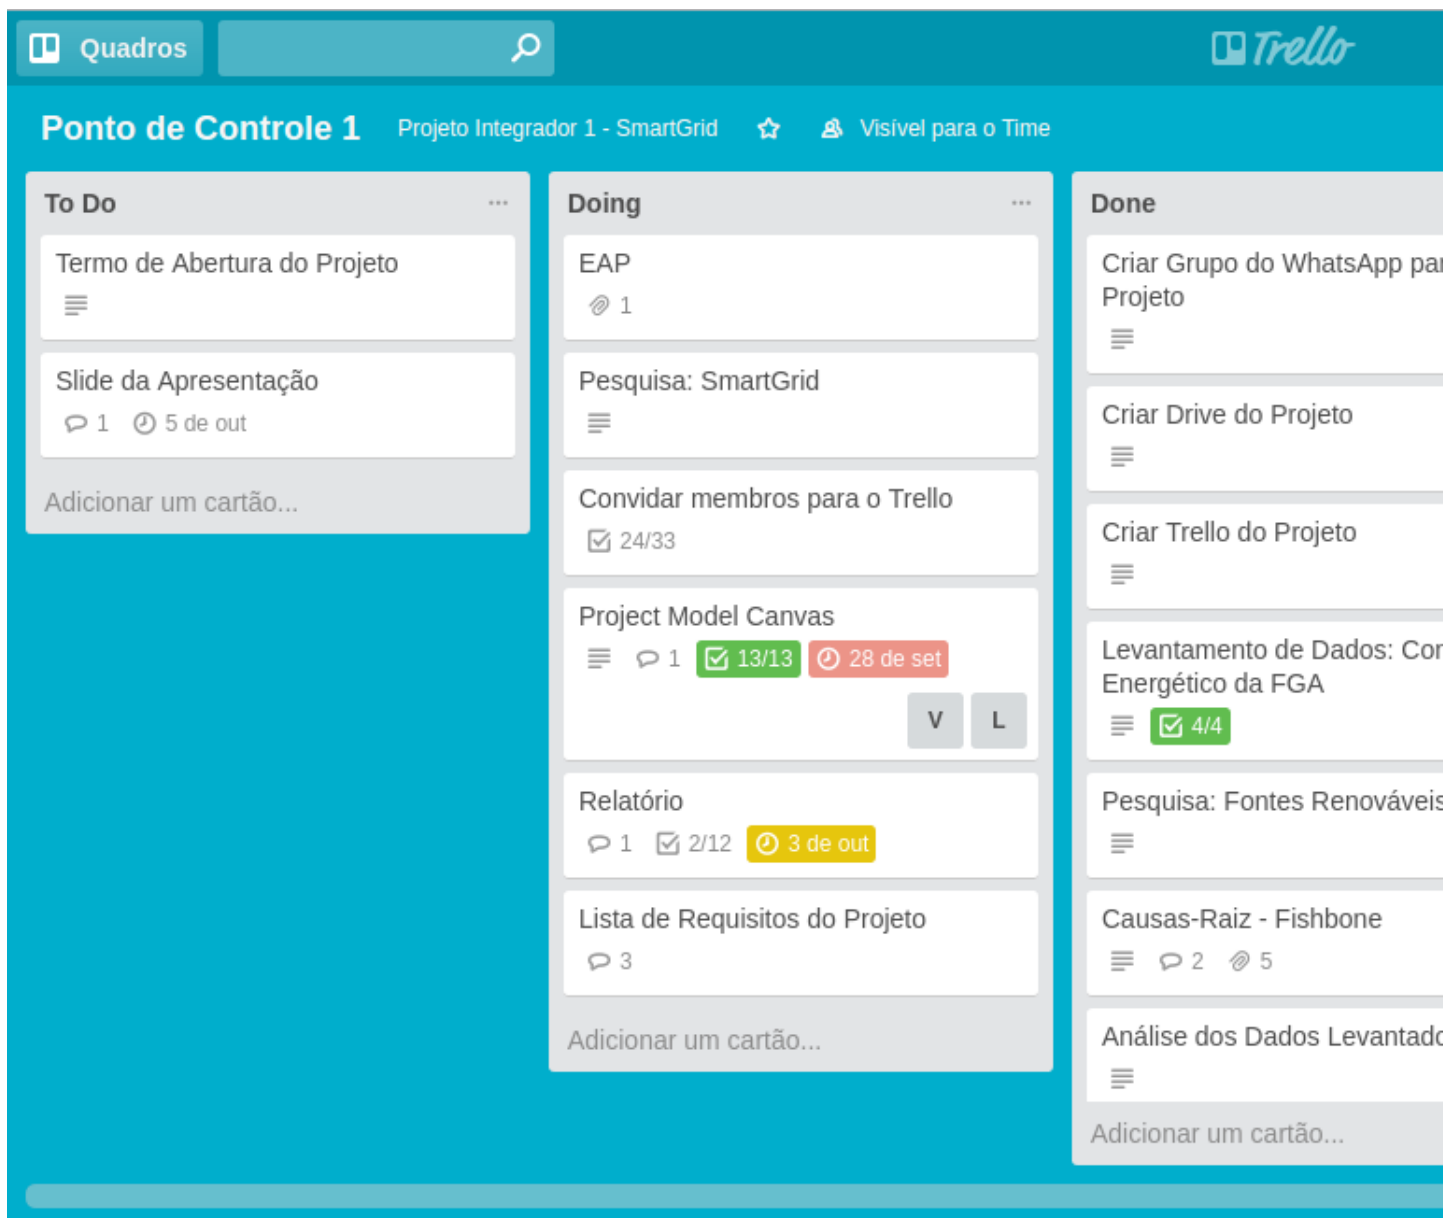 Quadros
Trello
Ponto de Controle 1 Projeto Integrador 1 - SmartGrid Visível para o Time
To Do
Termo de Abertura do Projeto
Slide da Apresentação
1 5 de out
Adicionar um cartão...
Doing
EAP
1
Pesquisa: SmartGrid
Convidar membros para o Trello
24/33
Project Model Canvas
1 13/13 28 de set
V L
Relatório
1 2/12 3 de out
Lista de Requisitos do Projeto
3
Adicionar um cartão...
Done
Criar Grupo do WhatsApp
Projeto
Criar Drive do Projeto
Criar Trello do Projeto
Levantamento de Dados:
Energético da FGA
4/4
Pesquisa: Fontes Renováveis
Causas-Raiz - Fishbone
2 5
Análise dos Dados
Adicionar um cartão...